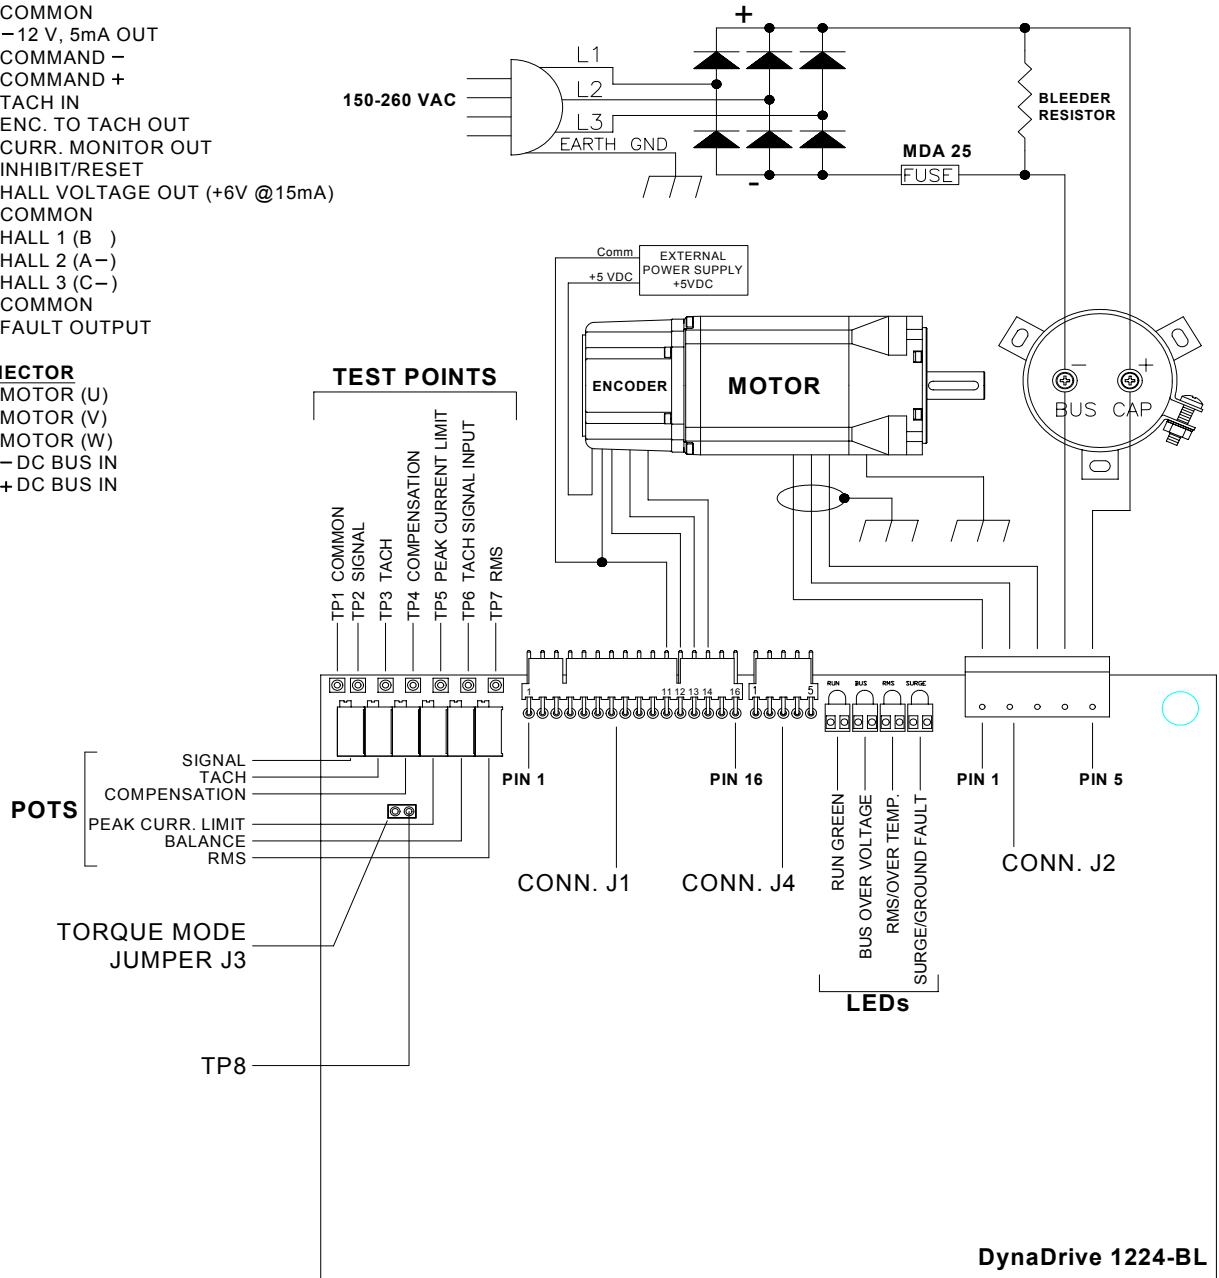 COMMON
−12 V, 5mA OUT
COMMAND −
COMMAND +
TACH IN
ENC. TO TACH OUT
CURR. MONITOR OUT
INHIBIT/RESET
HALL VOLTAGE OUT (+6V @15mA)
COMMON
HALL 1 (B )
HALL 2 (A−)
HALL 3 (C−)
COMMON
FAULT OUTPUT
NECTOR
MOTOR (U)
MOTOR (V)
MOTOR (W)
− DC BUS IN
+ DC BUS IN
150-260 VAC
L1
L2
L3
EARTH GND
+
-
MDA 25
FUSE
BLEEDER
RESISTOR
Comm
+5 VDC
EXTERNAL
POWER SUPPLY
+5VDC
ENCODER
MOTOR
− +
BUS CAP
TEST POINTS
TP1 COMMON
TP2 SIGNAL
TP3 TACH
TP4 COMPENSATION
TP5 PEAK CURRENT LIMIT
TP6 TACH SIGNAL INPUT
TP7 RMS
1 11 12 13 14 16
1 5
RUN BUS RMS SURGE
PIN 1
PIN 16
PIN 1
PIN 5
POTS
SIGNAL
TACH
COMPENSATION
PEAK CURR. LIMIT
BALANCE
RMS
CONN. J1
CONN. J4
CONN. J2
RUN GREEN
BUS OVER VOLTAGE
RMS/OVER TEMP.
SURGE/GROUND FAULT
LEDs
TORQUE MODE
JUMPER J3
TP8
DynaDrive 1224-BL